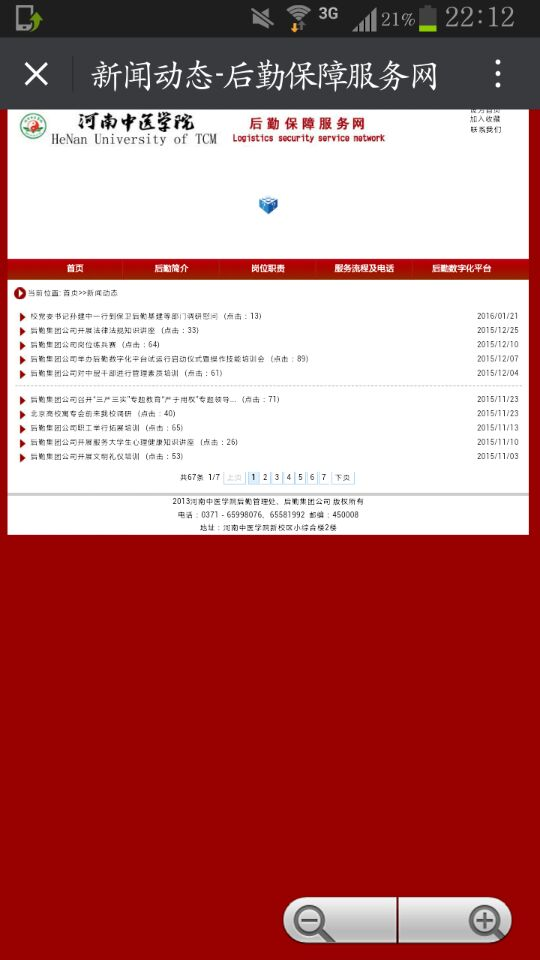 3G 21% 22:12
新闻动态-后勤保障服务网
河南中医学院
HeNan University of TCM
后勤保障服务网
Logistics security service network
加入收藏
联系我们
首页 后勤简介 岗位职责 服务流程及电话 后勤数字化平台
当前位置: 首页>>新闻动态
校党委书记孙建中一行到保卫后勤基建等部门调研慰问 (点击:13) 2016/01/21
后勤集团公司开展法律法规知识讲座 (点击:33) 2015/12/25
后勤集团公司岗位练兵赛 (点击:64) 2015/12/10
后勤集团公司举办后勤数字化平台试运行启动仪式暨操作技能培训会 (点击:89) 2015/12/07
后勤集团公司对中层干部进行管理素质培训 (点击:61) 2015/12/04
后勤集团公司召开“三严三实”专题教育“严于用权”专题领导... (点击:71) 2015/11/23
北京高校寓专会前来我校调研 (点击:40) 2015/11/23
后勤集团公司职工举行拓展培训 (点击:65) 2015/11/13
后勤集团公司开展服务大学生心理健康知识讲座 (点击:26) 2015/11/10
后勤集团公司开展文明礼仪培训 (点击:53) 2015/11/03
共67条 1/7 上页 1 2 3 4 5 6 7 下页
2013河南中医学院后勤管理处、后勤集团公司 版权所有
电话:0371 - 65998076, 65581992 邮编:450008
地址:河南中医学院新校区小综合楼2楼